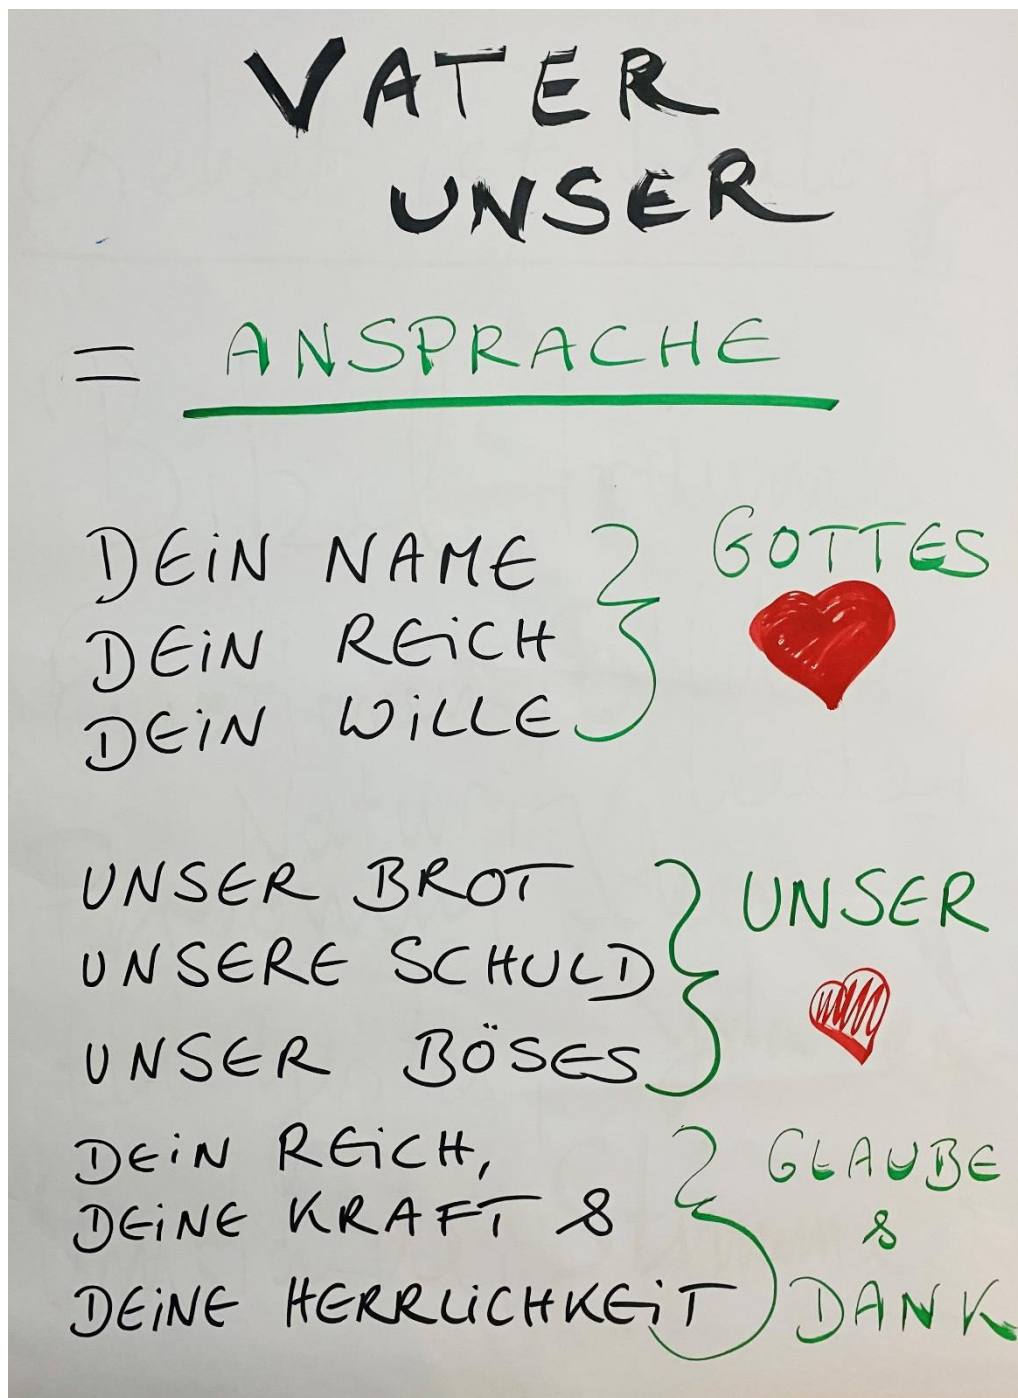 VATER
UNSER
= ANSPRACHE
DEIN NAME
DEIN REICH
DEIN WILLE
GOTTES
UNSER BROT
UNSERE SCHULD
UNSER BÖSES
UNSER
DEIN REICH,
DEINE KRAFT &
DEINE HERRLICHKEIT
GLAUBE
&
DANK